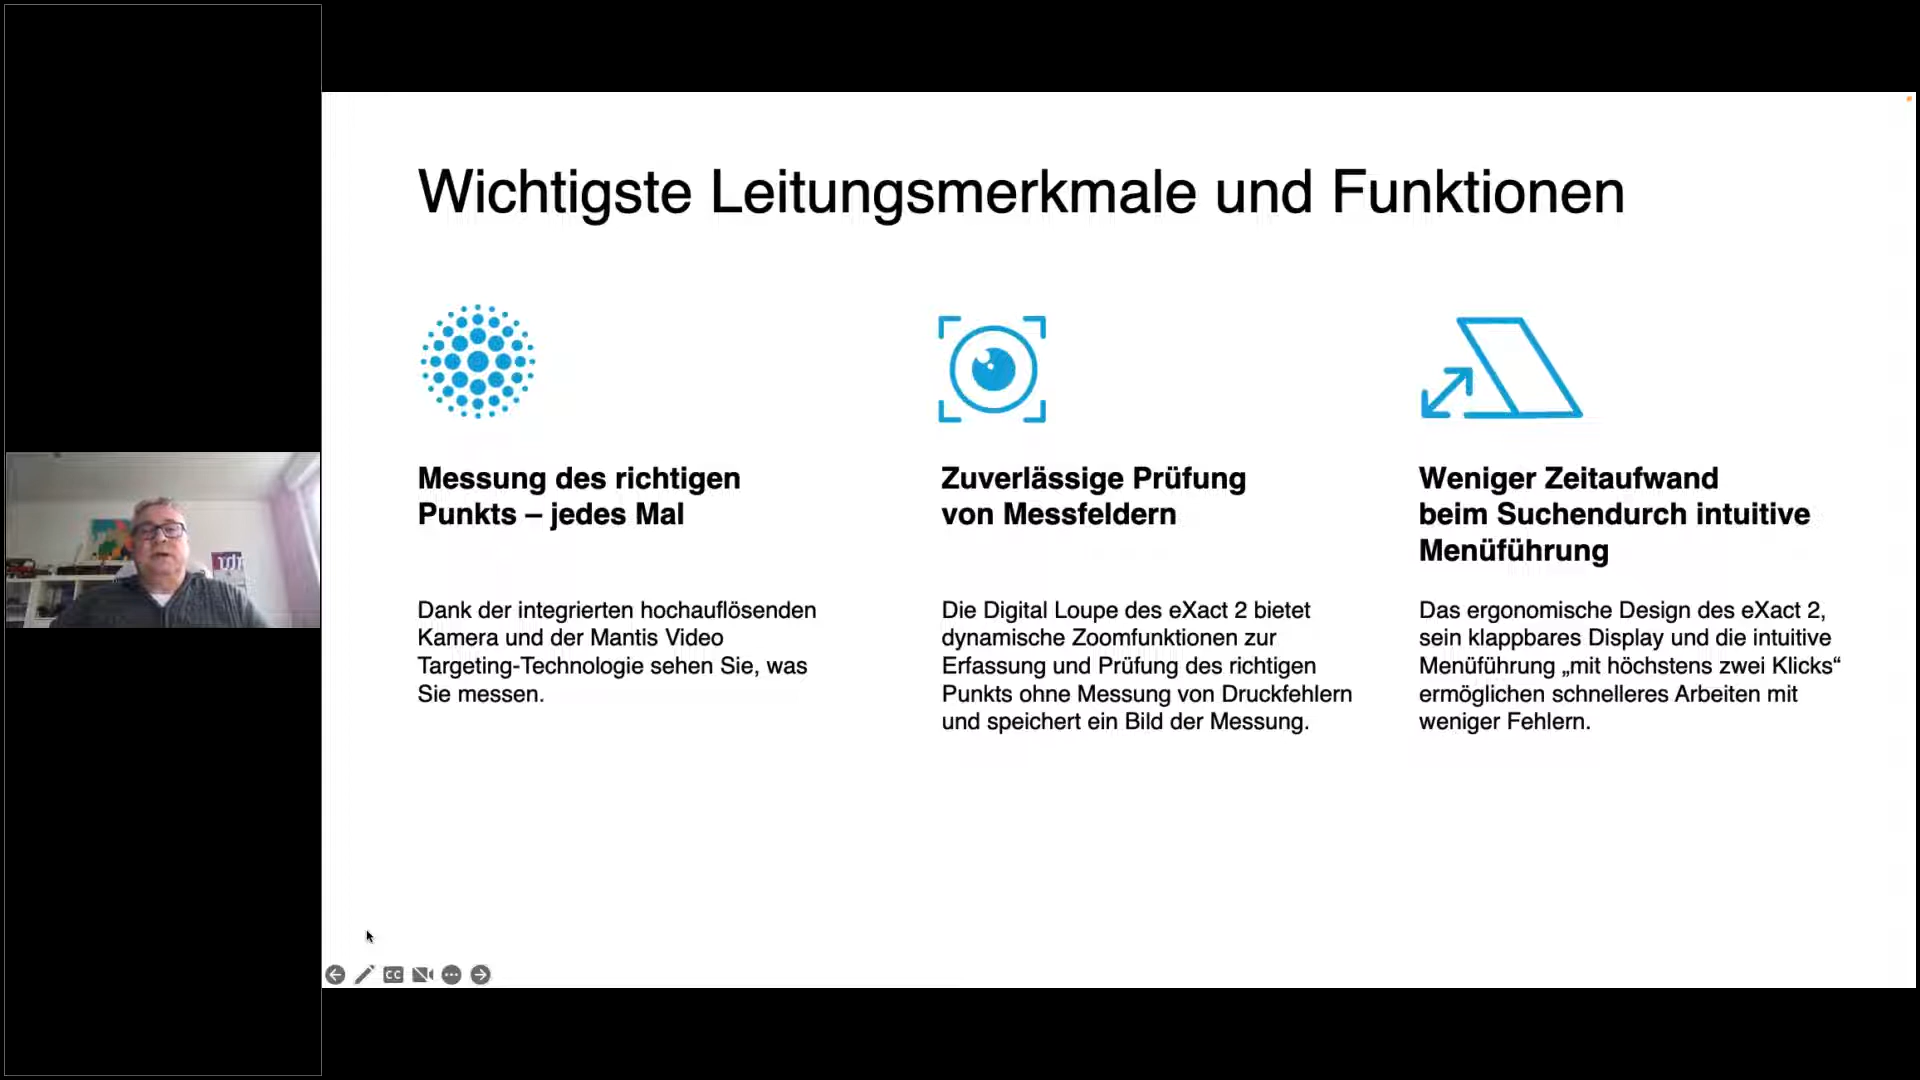 Wichtigste Leitungsmerkmale und Funktionen
Messung des richtigen
Punkts – jedes Mal
Dank der integrierten hochauflösenden
Kamera und der Mantis Video
Targeting-Technologie sehen Sie, was
Sie messen.
Zuverlässige Prüfung
von Messfeldern
Die Digital Loupe des eXact 2 bietet
dynamische Zoomfunktionen zur
Erfassung und Prüfung des richtigen
Punkts ohne Messung von Druckfehlern
und speichert ein Bild der Messung.
Weniger Zeitaufwand
beim Suchendurch intuitive
Menüführung
Das ergonomische Design des eXact 2,
sein klappbares Display und die intuitive
Menüführung „mit höchstens zwei Klicks“
ermöglichen schnelleres Arbeiten mit
weniger Fehlern.
CC